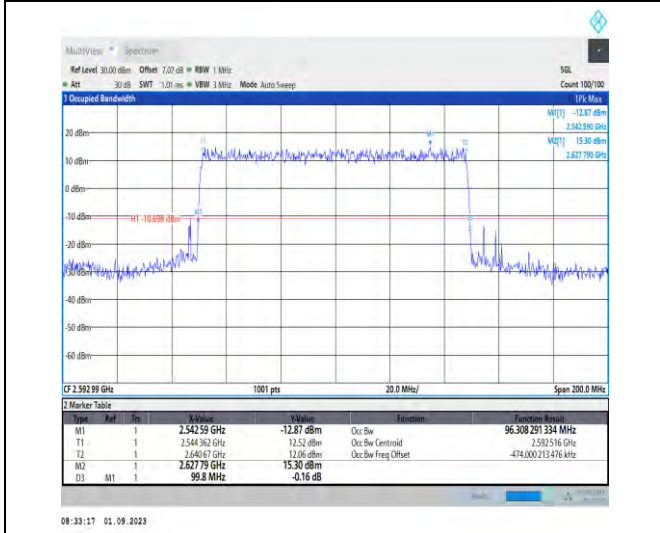 MultiView Spectrum
Ref Level 30.00 dBm Offset 7.07 dB RBW 1 MHz SGL
Att 30 dB SWT 1.01 ms VBW 3 MHz Mode Auto Sweep Count 100/100
1 Occupied Bandwidth 1Pk Max
M1[1] -12.87 dBm
2.542 590 GHz
M2[1] 15.30 dBm
2.627 790 GHz
20 dBm
10 dBm
0 dBm
-10 dBm
H1 -10.698 dBm
-20 dBm
-30 dBm
-40 dBm
-50 dBm
-60 dBm
T1
T2
CF 2.592 99 GHz 1001 pts 20.0 MHz/ Span 200.0 MHz
2 Marker Table
Type Ref Trc X-Value Y-Value Function Function Result
M1 1 2.542 59 GHz -12.87 dBm Occ Bw 96.308 291 334 MHz
T1 1 2.544 362 GHz 12.52 dBm Occ Bw Centroid 2.592 516 GHz
T2 1 2.640 67 GHz 12.06 dBm Occ Bw Freq Offset -474.000 213 476 kHz
M2 1 2.627 79 GHz 15.30 dBm
D3 M1 1 99.8 MHz -0.16 dB
Ready
08:33:17 01.09.2023